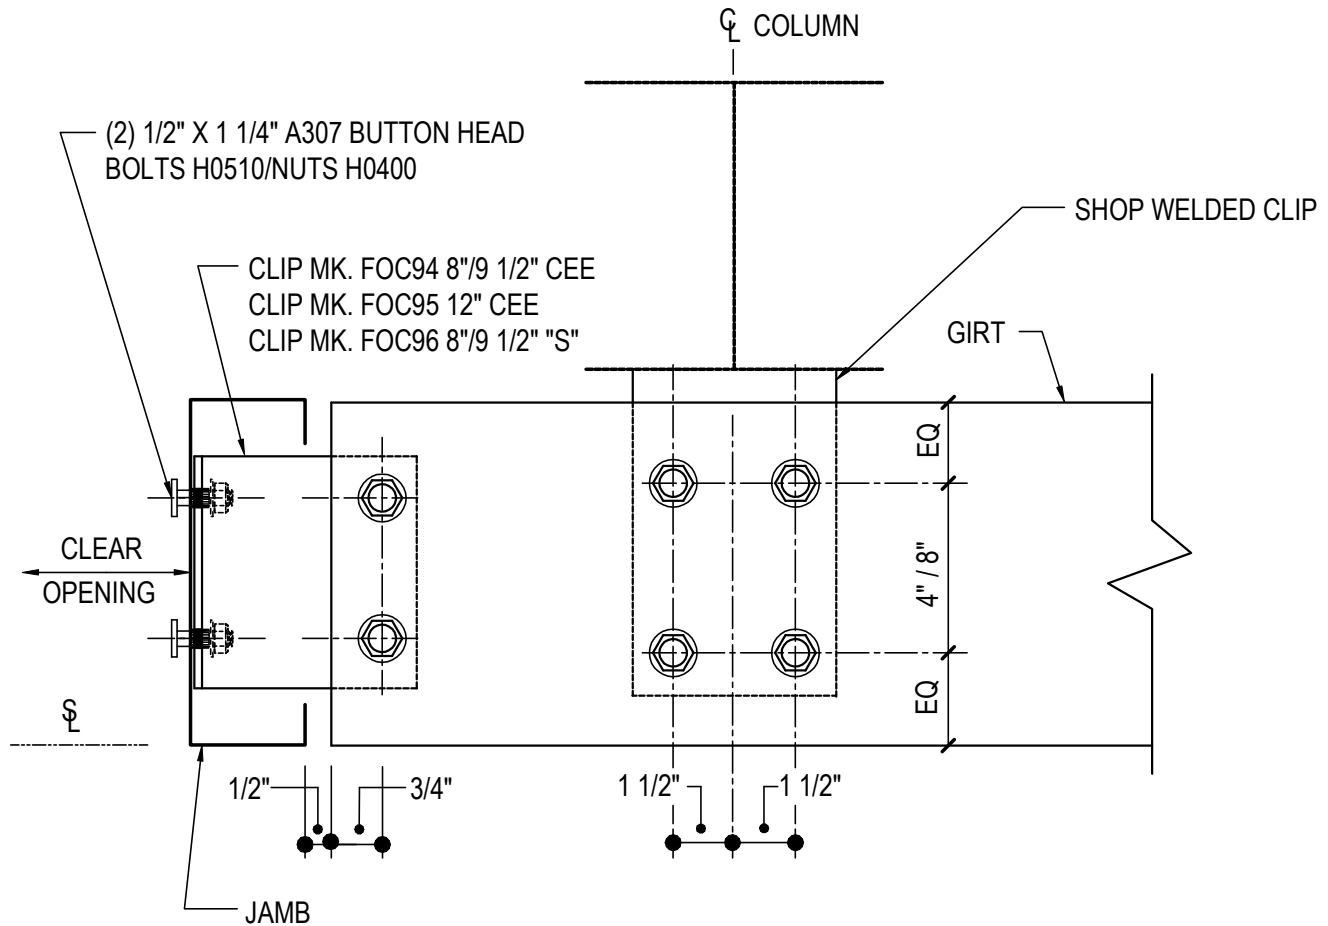 ℄ COLUMN
(2) 1/2" X 1 1/4" A307 BUTTON HEAD
BOLTS H0510/NUTS H0400
SHOP WELDED CLIP
CLIP MK. FOC94 8"/9 1/2" CEE
CLIP MK. FOC95 12" CEE
CLIP MK. FOC96 8"/9 1/2" "S"
GIRT
EQ
4" / 8"
EQ
CLEAR
OPENING
SL
1/2"
3/4"
1 1/2"
1 1/2"
JAMB